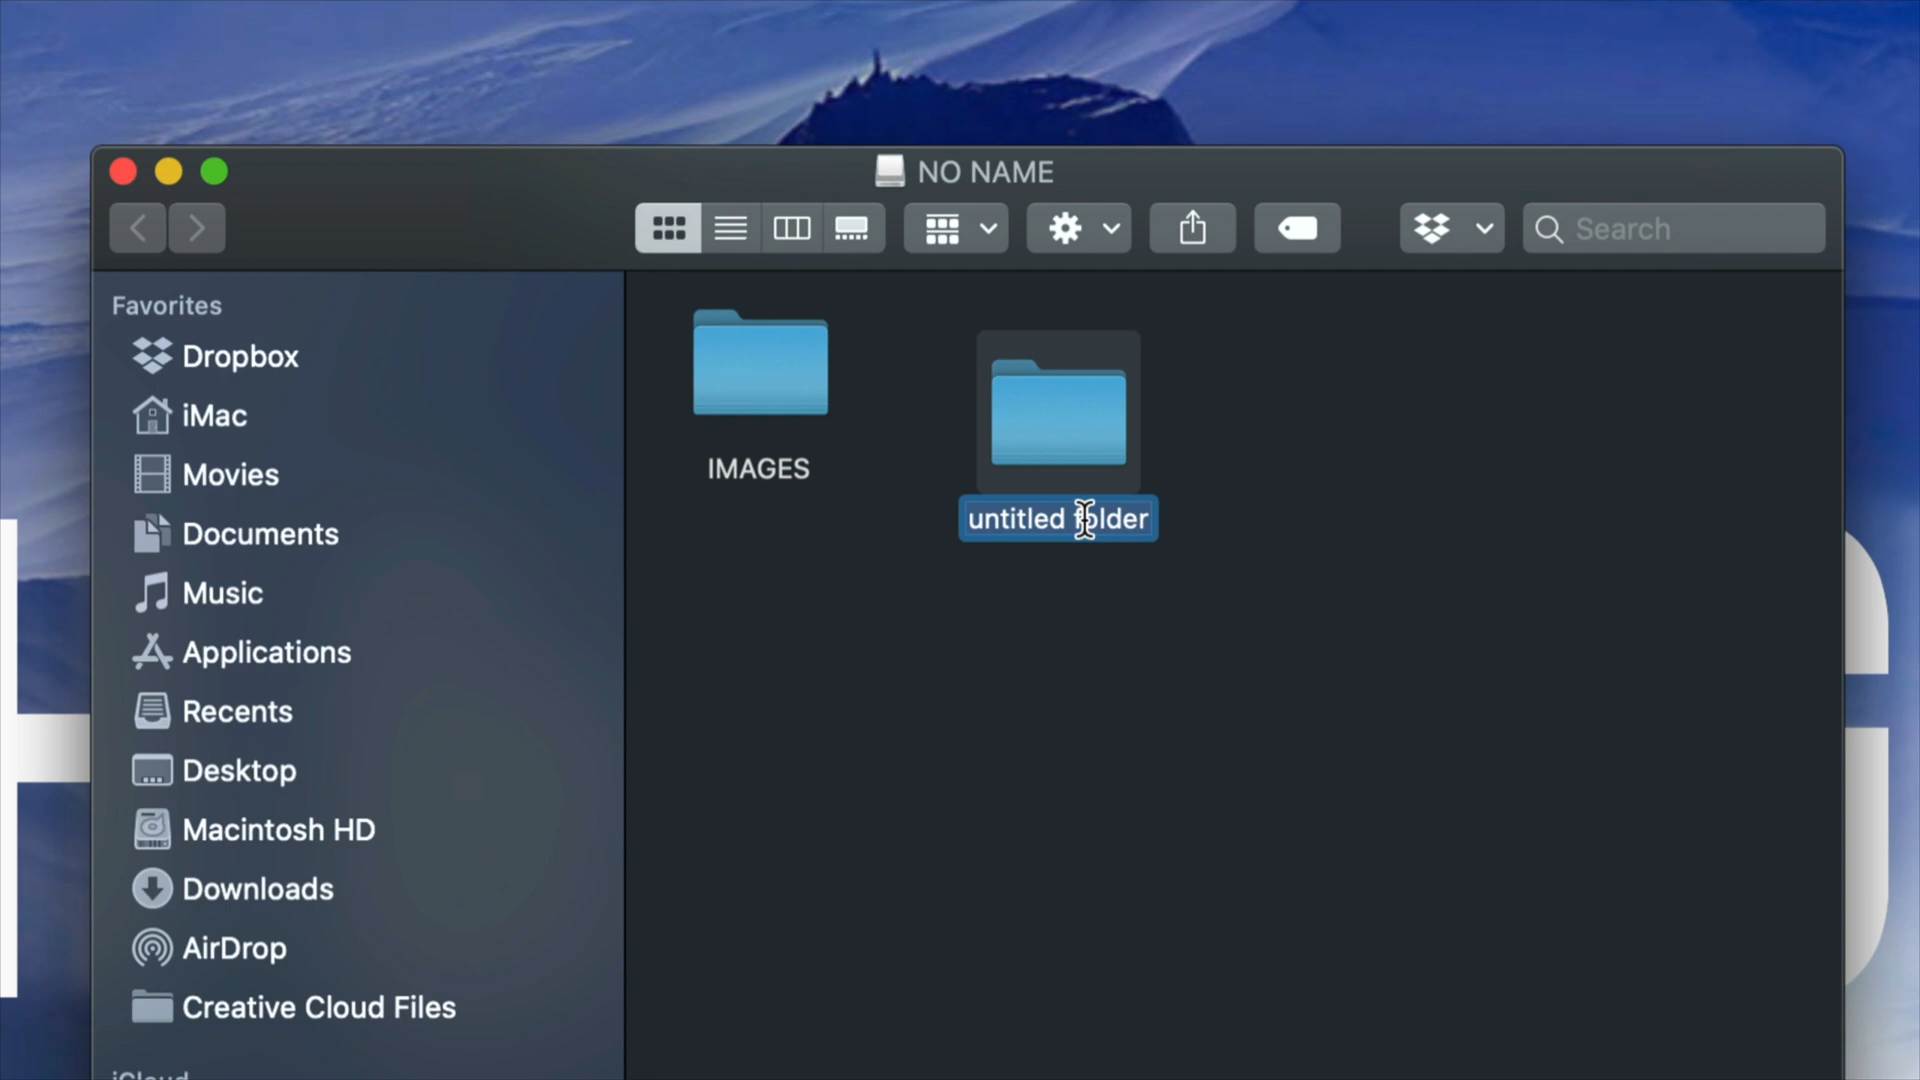 NO NAME
Search
Favorites
Dropbox
iMac
Movies
Documents
Music
Applications
Recents
Desktop
Macintosh HD
Downloads
AirDrop
Creative Cloud Files
iCloud
IMAGES
untitled folder